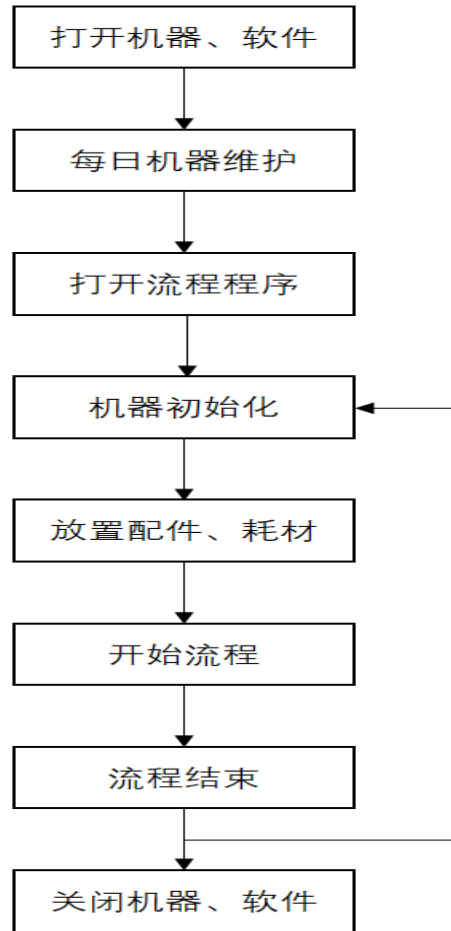 打开机器、软件
每日机器维护
打开流程程序
机器初始化
放置配件、耗材
开始流程
流程结束
关闭机器、软件